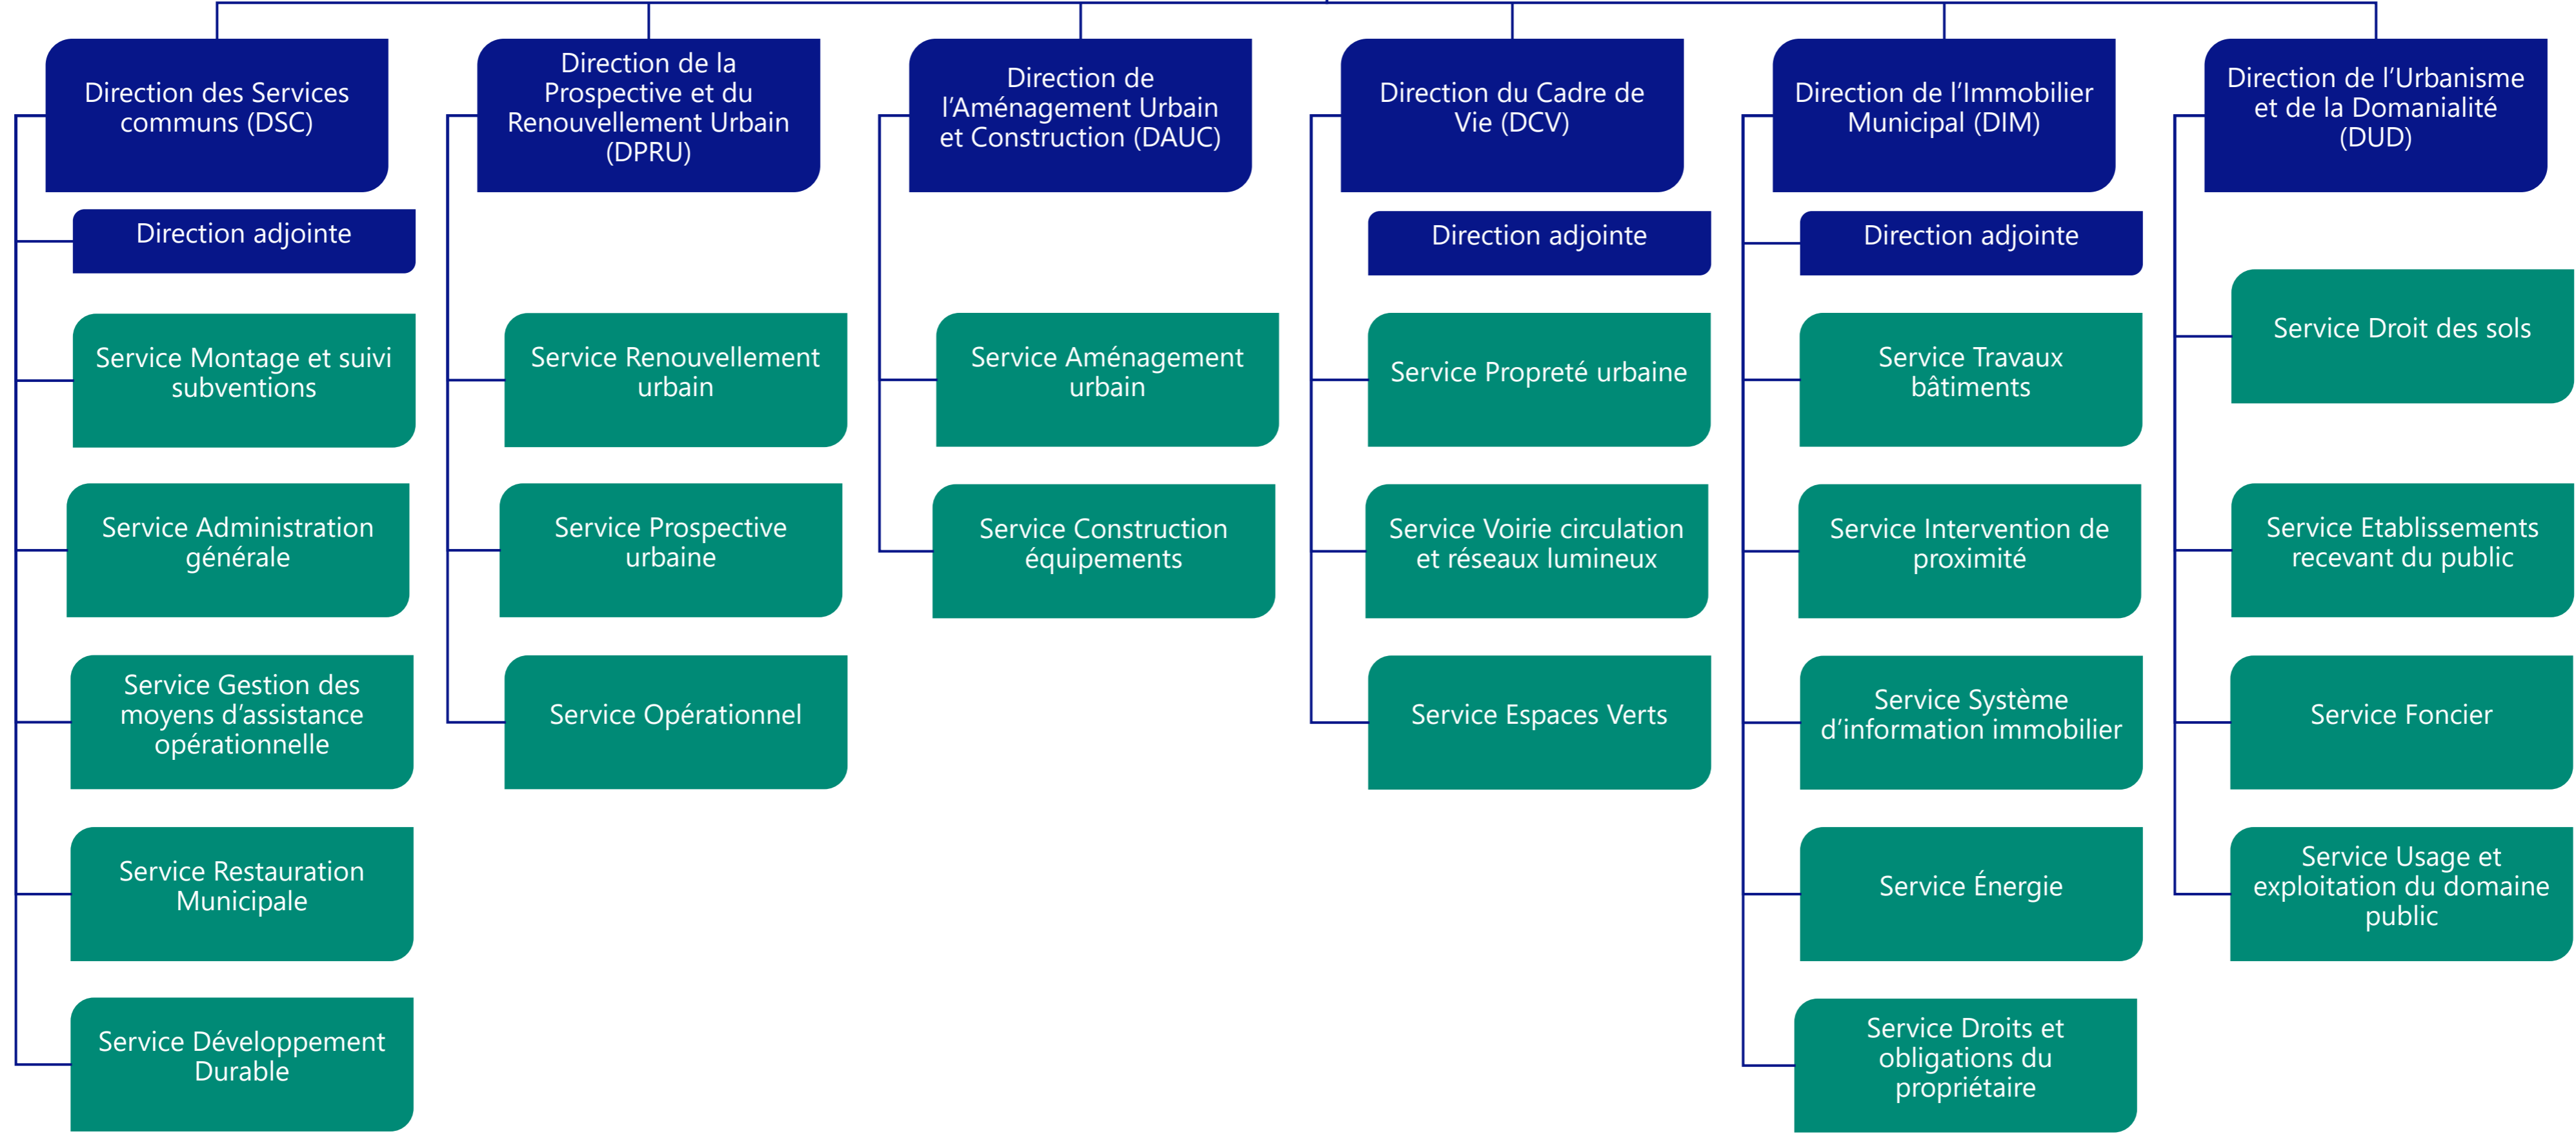 Direction des Services
communs (DSC)
Direction adjointe
Service Montage et suivi
subventions
Service Administration
générale
Service Gestion des
moyens d’assistance
opérationnelle
Service Restauration
Municipale
Service Développement
Durable
Direction de la
Prospective et du
Renouvellement Urbain
(DPRU)
Service Renouvellement
urbain
Service Prospective
urbaine
Service Opérationnel
Direction de
l’Aménagement Urbain
et Construction (DAUC)
Service Aménagement
urbain
Service Construction
équipements
Direction du Cadre de
Vie (DCV)
Direction adjointe
Service Propreté urbaine
Service Voirie circulation
et réseaux lumineux
Service Espaces Verts
Direction de l’Immobilier
Municipal (DIM)
Direction adjointe
Service Travaux
bâtiments
Service Intervention de
proximité
Service Système
d’information immobilier
Service Énergie
Service Droits et
obligations du
propriétaire
Direction de l’Urbanisme
et de la Domanialité
(DUD)
Service Droit des sols
Service Etablissements
recevant du public
Service Foncier
Service Usage et
exploitation du domaine
public